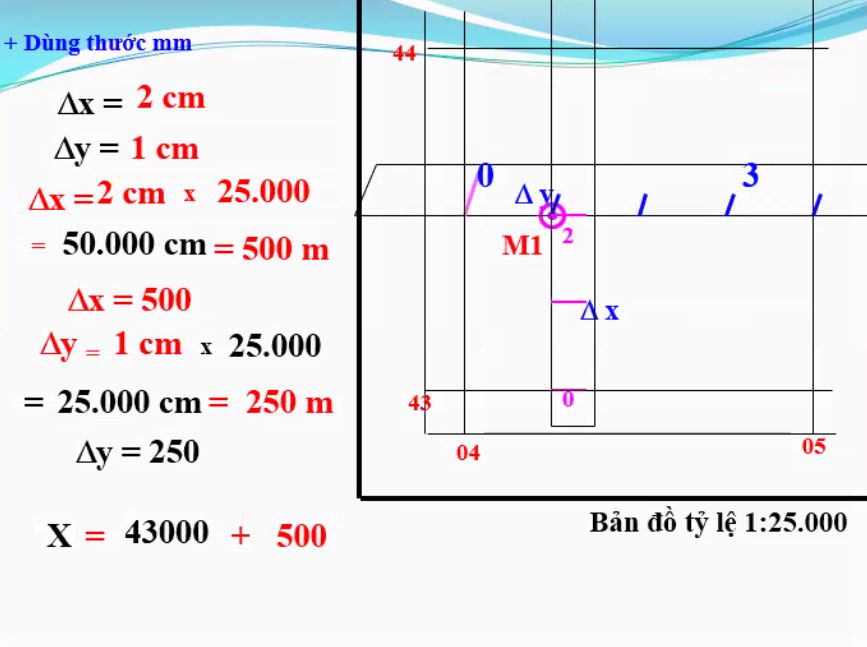 + Dùng thước mm
Δx = 2 cm
Δy = 1 cm
Δx = 2 cm x 25.000
= 50.000 cm = 500 m
Δx = 500
Δy = 1 cm x 25.000
= 25.000 cm = 250 m
Δy = 250
X = 43000 + 500
44
0
3
Δ y
M1
2
Δ x
43
0
04
05
Bản đồ tỷ lệ 1:25.000